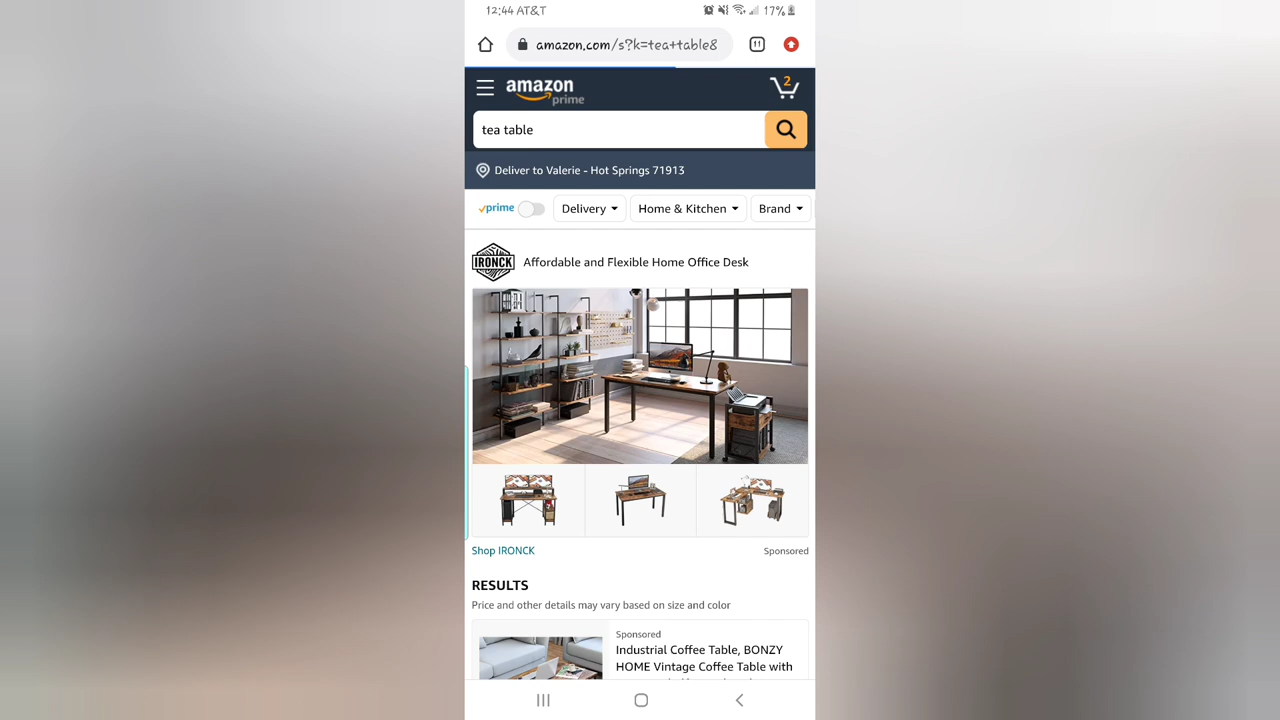 12:44 AT&T
17%
amazon.com/s?k=tea+table&
11
amazon
prime
2
tea table
Deliver to Valerie - Hot Springs 71913
prime
Delivery
Home & Kitchen
Brand
IRONCK
Affordable and Flexible Home Office Desk
Shop IRONCK
Sponsored
RESULTS
Price and other details may vary based on size and color
Sponsored
Industrial Coffee Table, BONZY
HOME Vintage Coffee Table with